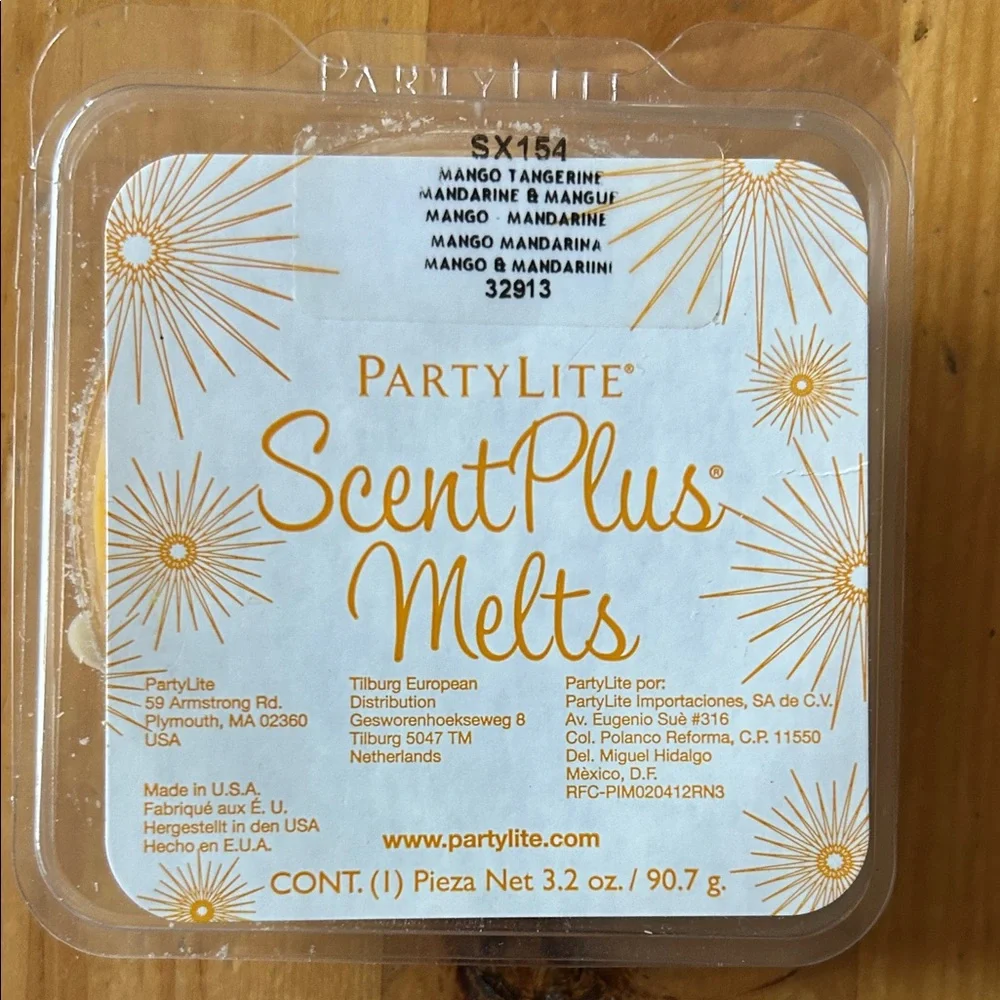 PARTYLITE
SX154
MANGO TANGERINE
MANDARINE & MANGUE
MANGO - MANDARINE
MANGO MANDARINA
MANGO & MANDARIINI
32913
PARTYLITE®
ScentPlus®
Melts
PartyLite
59 Armstrong Rd.
Plymouth, MA 02360
USA
Tilburg European
Distribution
Gesworenhoekseweg 8
Tilburg 5047 TM
Netherlands
PartyLite por:
PartyLite Importaciones, SA de C.V.
Av. Eugenio Suè #316
Col. Polanco Reforma, C.P. 11550
Del. Miguel Hidalgo
Mèxico, D.F.
RFC-PIM020412RN3
Made in U.S.A.
Fabriqué aux É. U.
Hergestellt in den USA
Hecho en E.U.A.
www.partylite.com
CONT. (1) Pieza Net 3.2 oz. / 90.7 g.